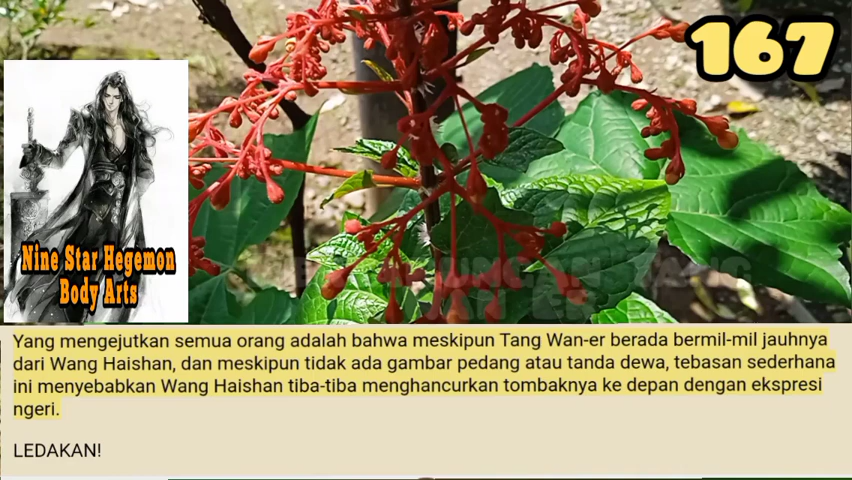 167
Nine Star Hegemon
Body Arts
Yang mengejutkan semua orang adalah bahwa meskipun Tang Wan-er berada bermil-mil jauhnya
dari Wang Haishan, dan meskipun tidak ada gambar pedang atau tanda dewa, tebasan sederhana
ini menyebabkan Wang Haishan tiba-tiba menghancurkan tombaknya ke depan dengan ekspresi
ngeri.
LEDAKAN!